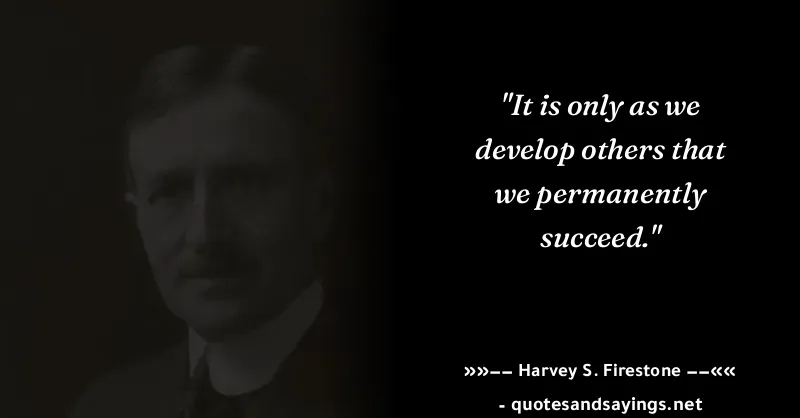 "It is only as we
develop others that
we permanently
succeed."
»»–– Harvey S. Firestone ––««
- quotesandsayings.net